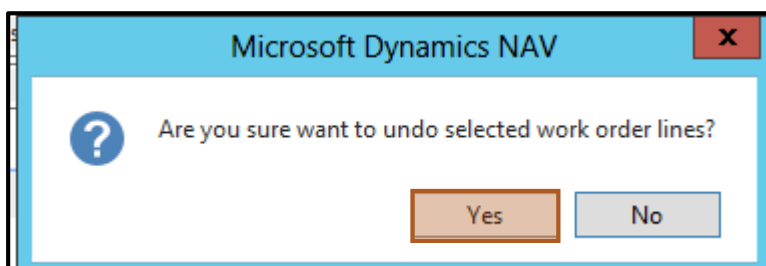 Microsoft Dynamics NAV
x
?
Are you sure want to undo selected work order lines?
Yes
No